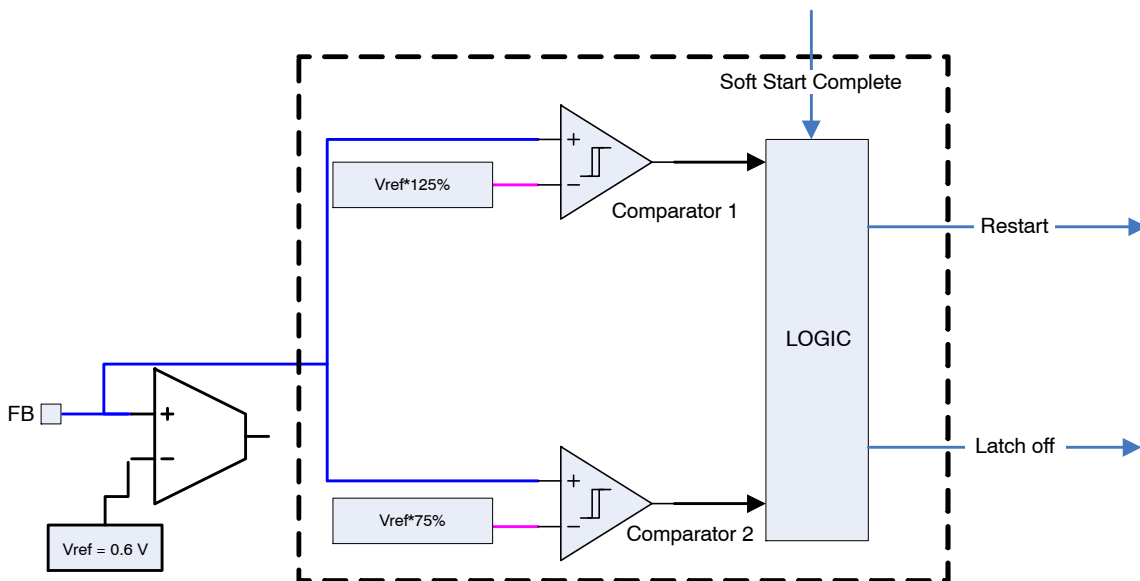 Soft Start Complete
+
Vref*125%
−
Comparator 1
Restart
LOGIC
FB
+
−
Latch off
+
Vref*75%
−
Comparator 2
Vref = 0.6 V